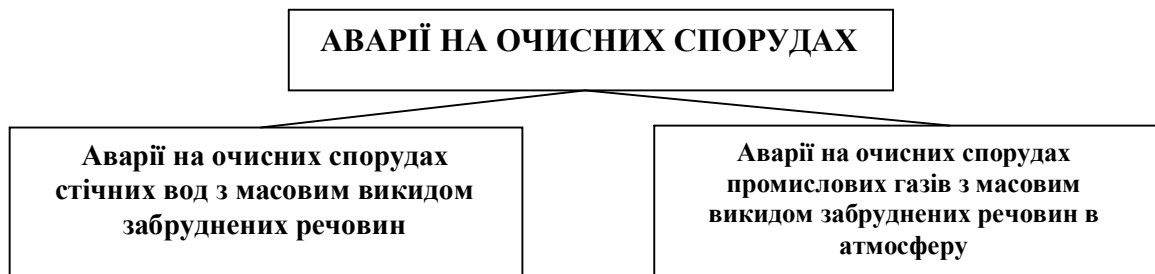 АВАРІЇ НА ОЧИСНИХ СПОРУДАХ
Аварії на очисних спорудах
стічних вод з масовим викидом
забруднених речовин
Аварії на очисних спорудах
промислових газів з масовим
викидом забруднених речовин в
атмосферу